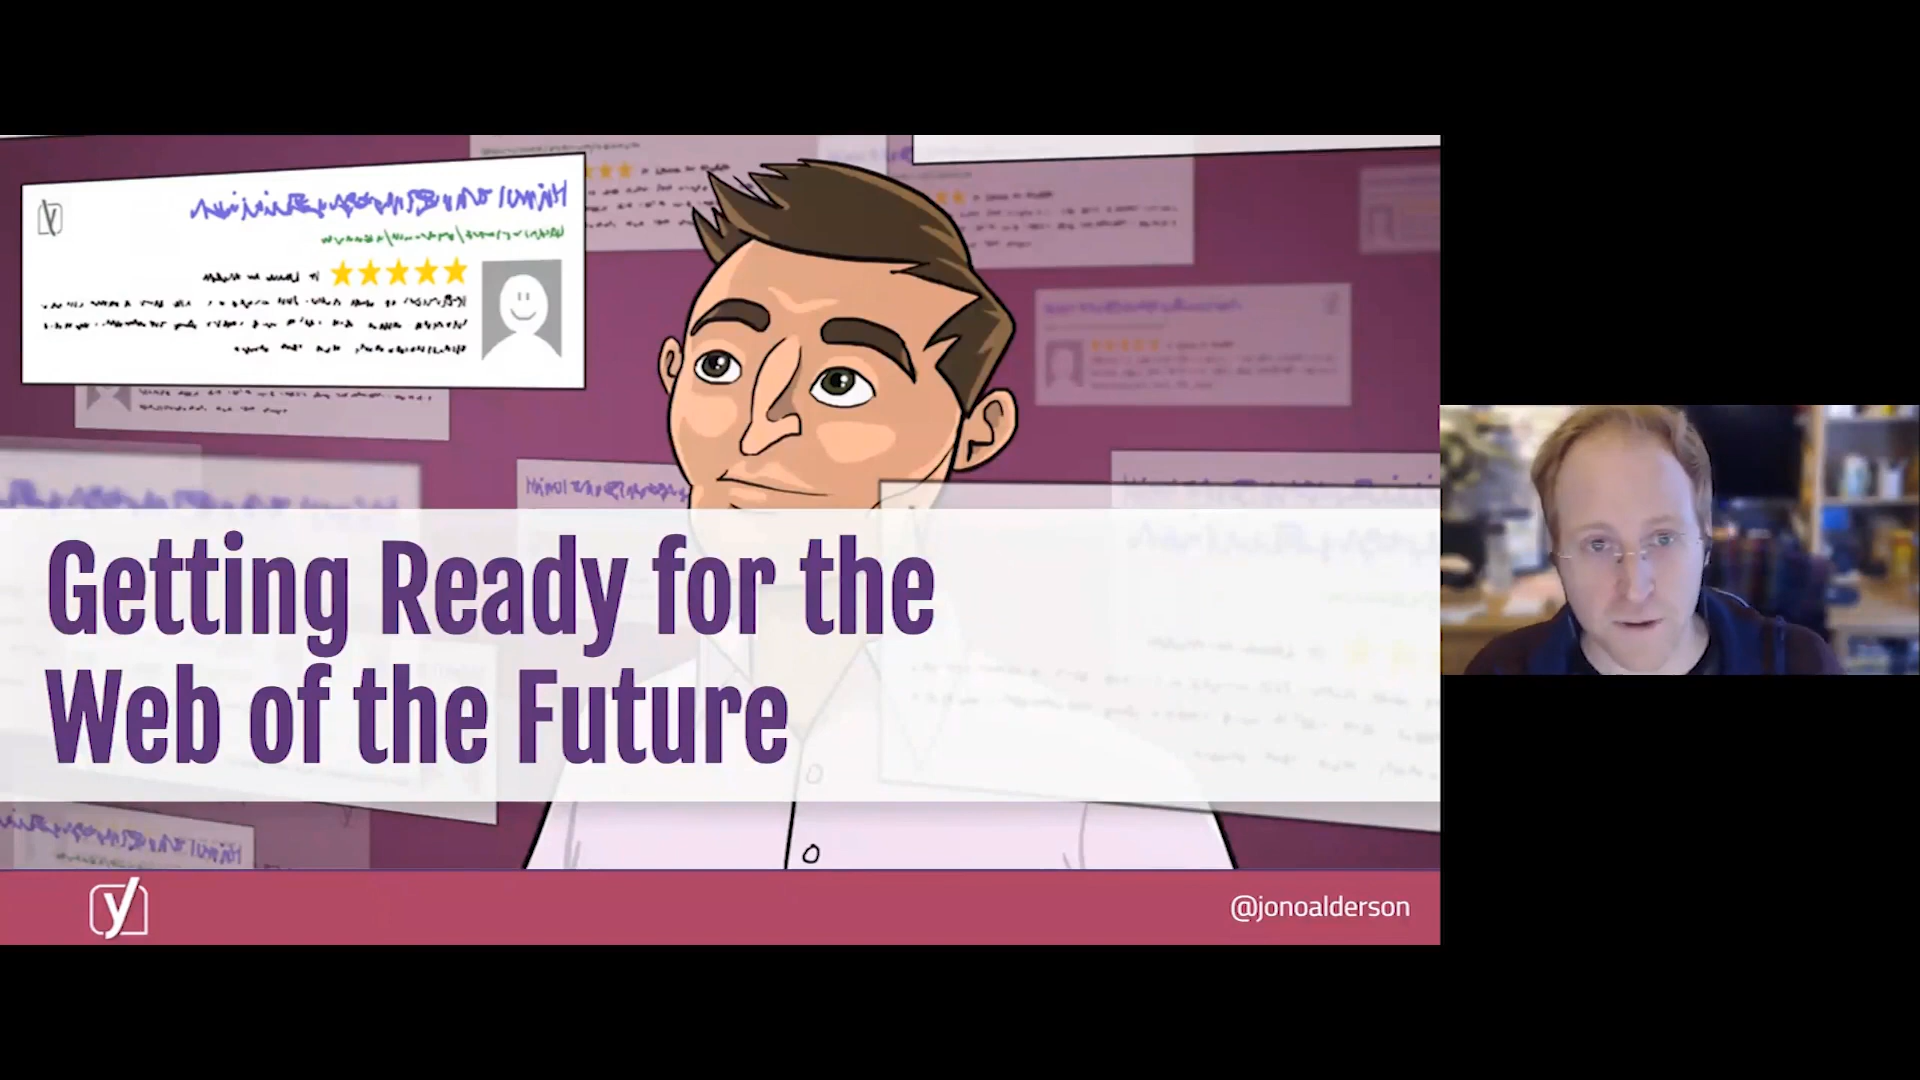 Getting Ready for the
Web of the Future
y
@jonoalderson